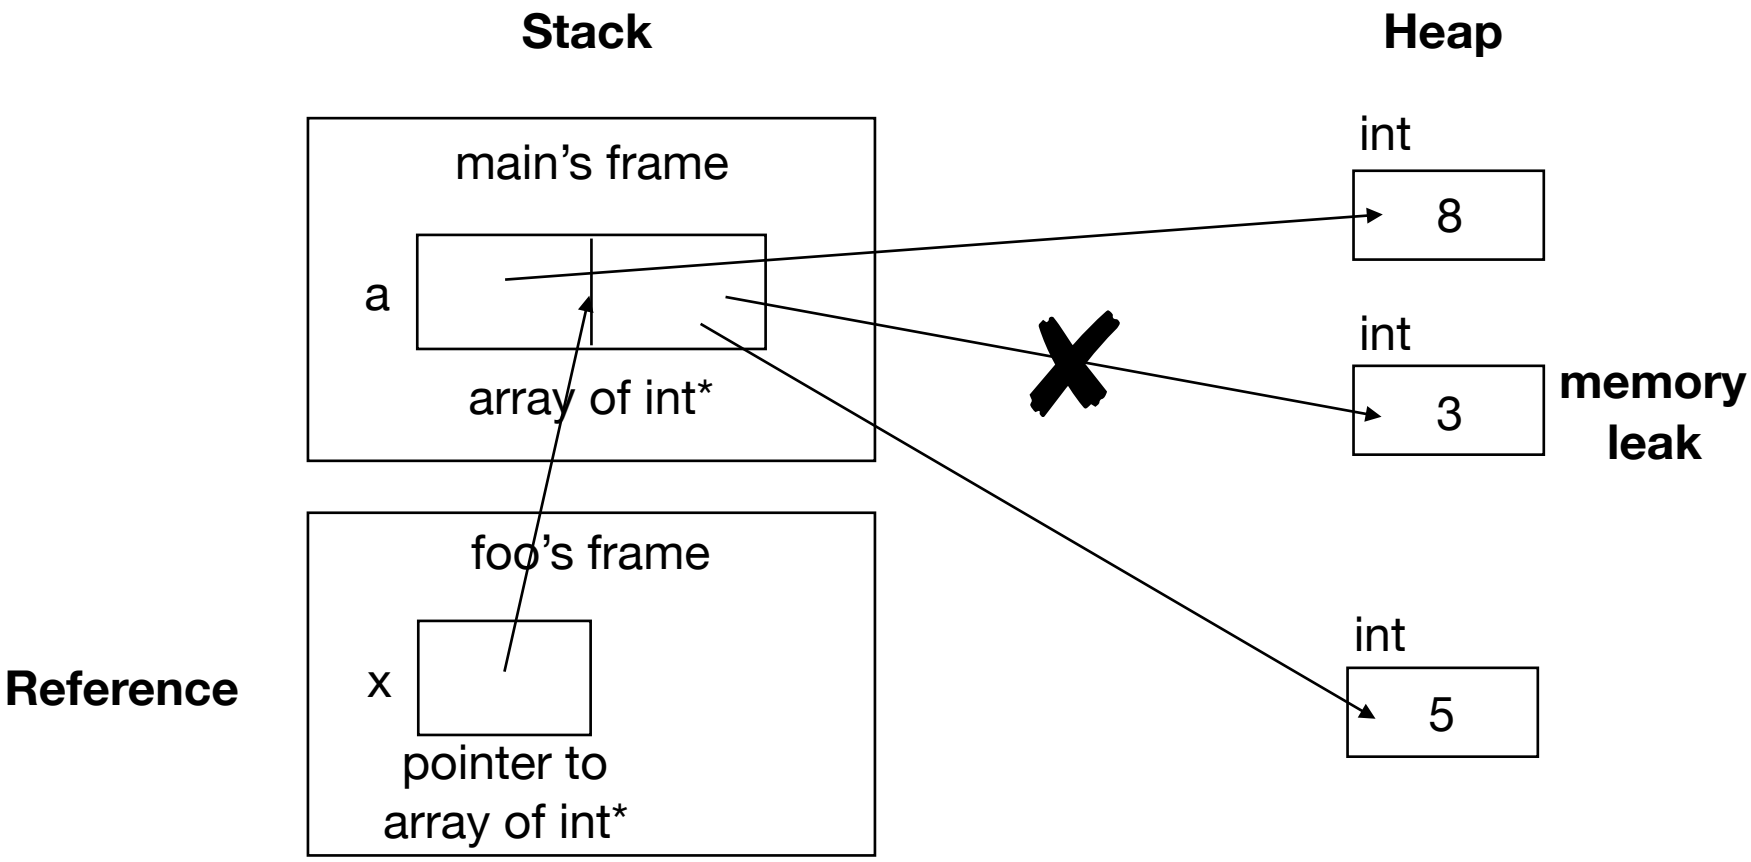 Stack
Heap
main’s frame
int
8
a
int
3
memory
leak
array of int*
foo’s frame
int
5
Reference
x
pointer to
array of int*